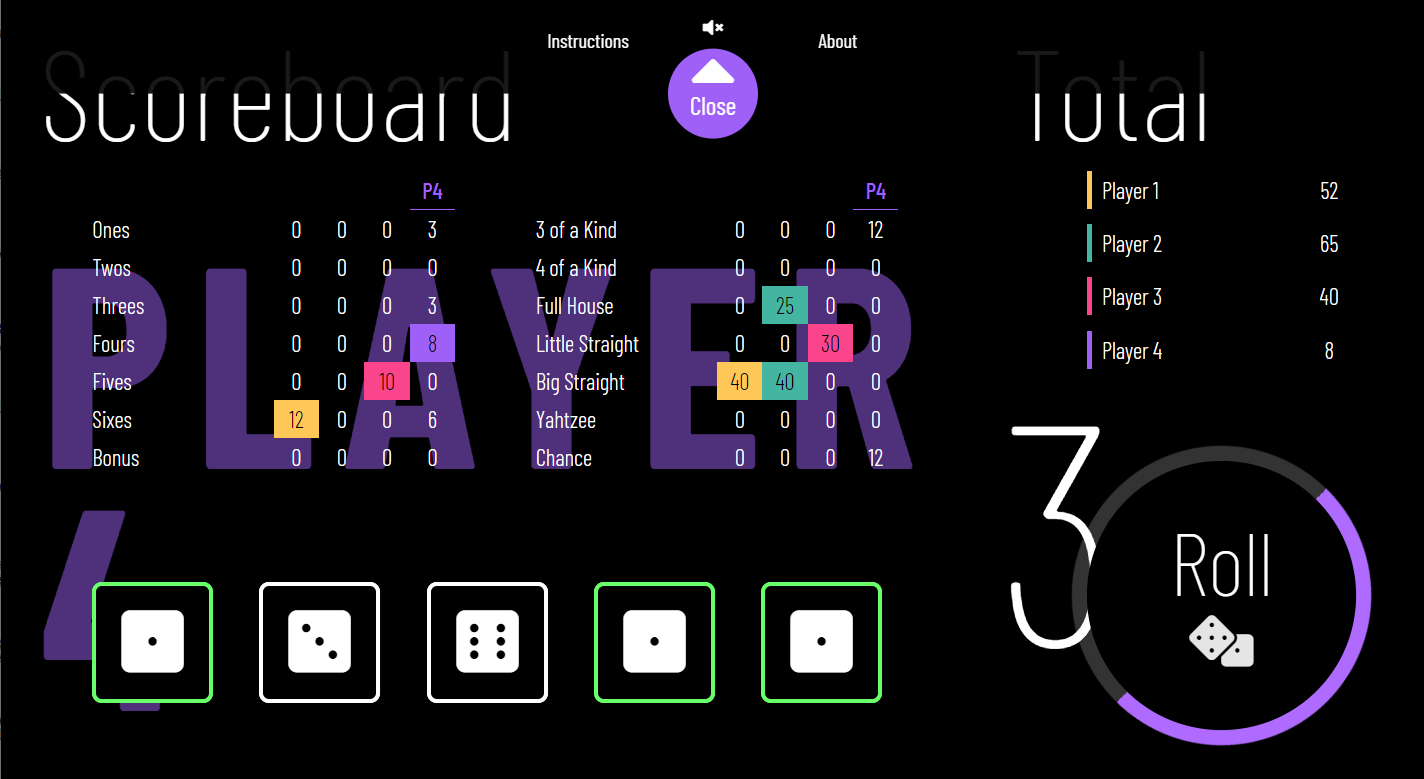 Instructions
About
Scoreboard
Close
Total
P4 P4
Ones 0 0 0 3 3 of a Kind 0 0 0 12
Twos 0 0 0 0 4 of a Kind 0 0 0 0
Threes 0 0 0 3 Full House 0 25 0 0
Fours 0 0 0 8 Little Straight 0 0 30 0
Fives 0 0 10 0 Big Straight 40 40 0 0
Sixes 12 0 0 6 Yahtzee 0 0 0 0
Bonus 0 0 0 0 Chance 0 0 0 12
Player 1 52
Player 2 65
Player 3 40
Player 4 8
PLAYER
4
3
Roll